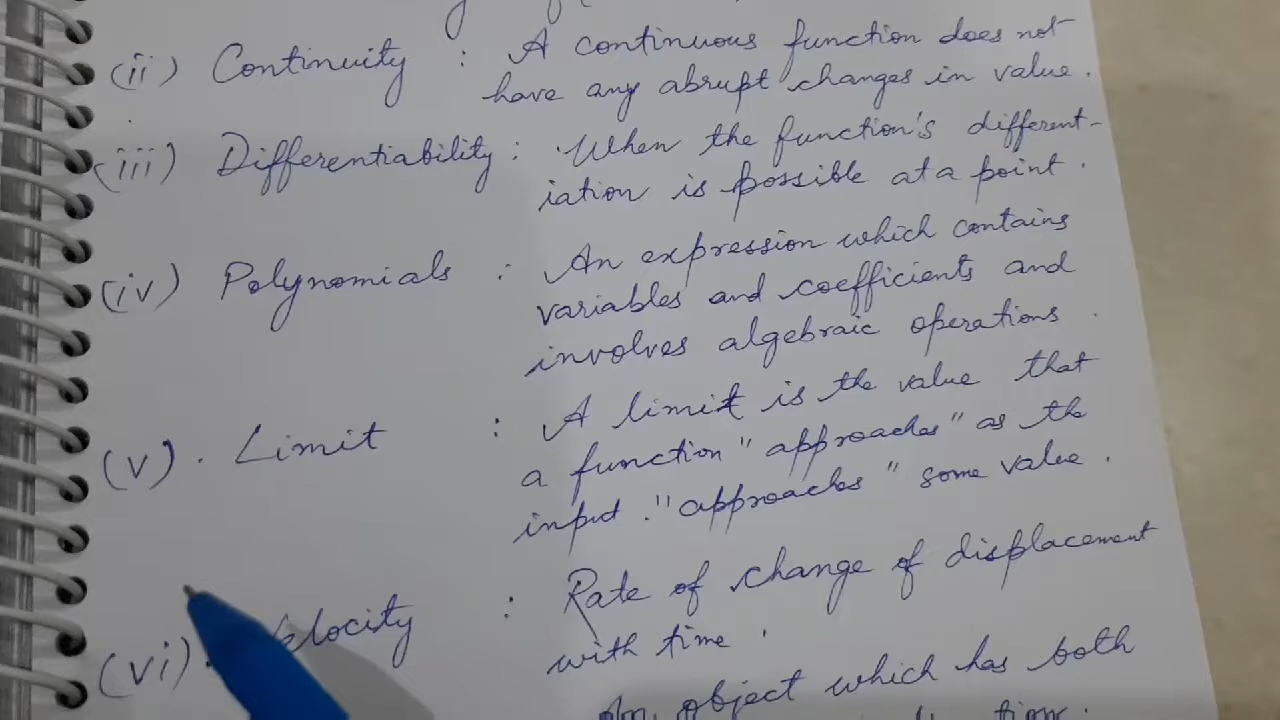 (ii) Continuity : A continuous function does not
have any abrupt changes in value.
(iii) Differentiability : When the function's different-
iation is possible at a point.
(iv) Polynomials : An expression which contains
variables and coefficients and
involves algebraic operations.
(v). Limit : A limit is the value that
a function "approaches" as the
input "approaches" some value.
(vi). : Rate of change of displacement
with time.
An object which has both